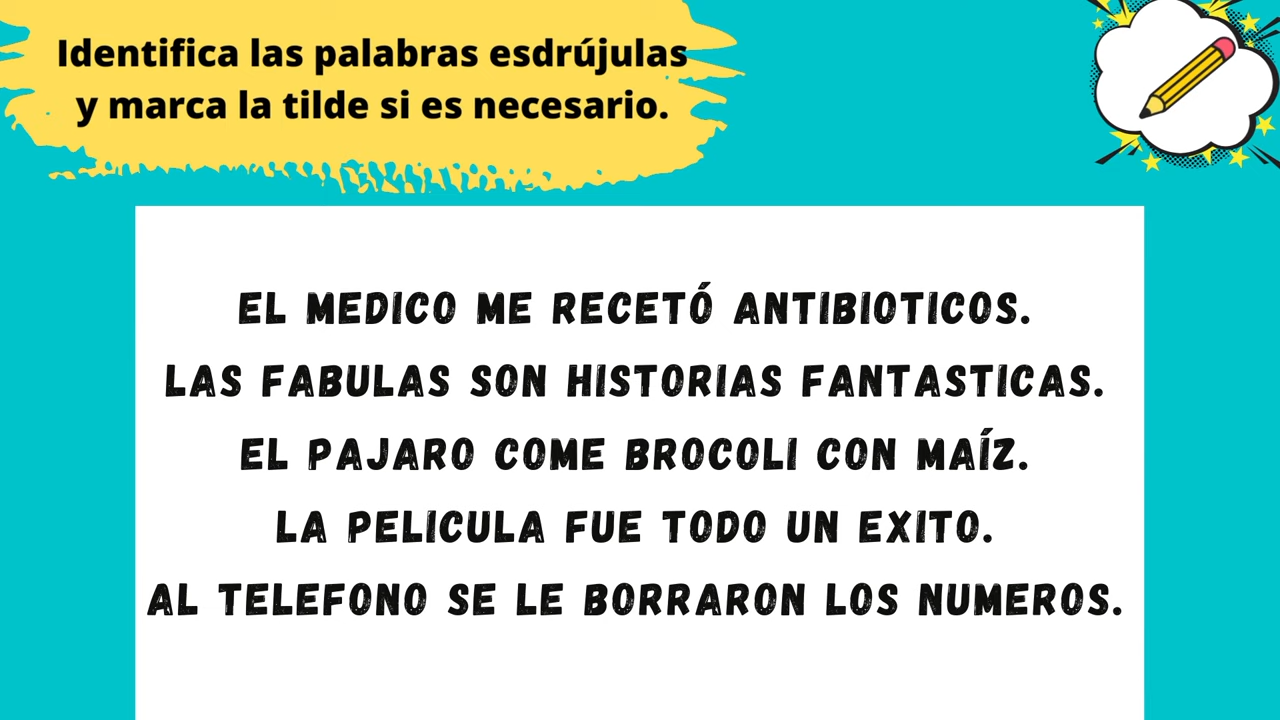 Identifica las palabras esdrújulas
y marca la tilde si es necesario.
EL MEDICO ME RECETÓ ANTIBIOTICOS.
LAS FABULAS SON HISTORIAS FANTASTICAS.
EL PAJARO COME BROCOLI CON MAÍZ.
LA PELICULA FUE TODO UN EXITO.
AL TELEFONO SE LE BORRARON LOS NUMEROS.